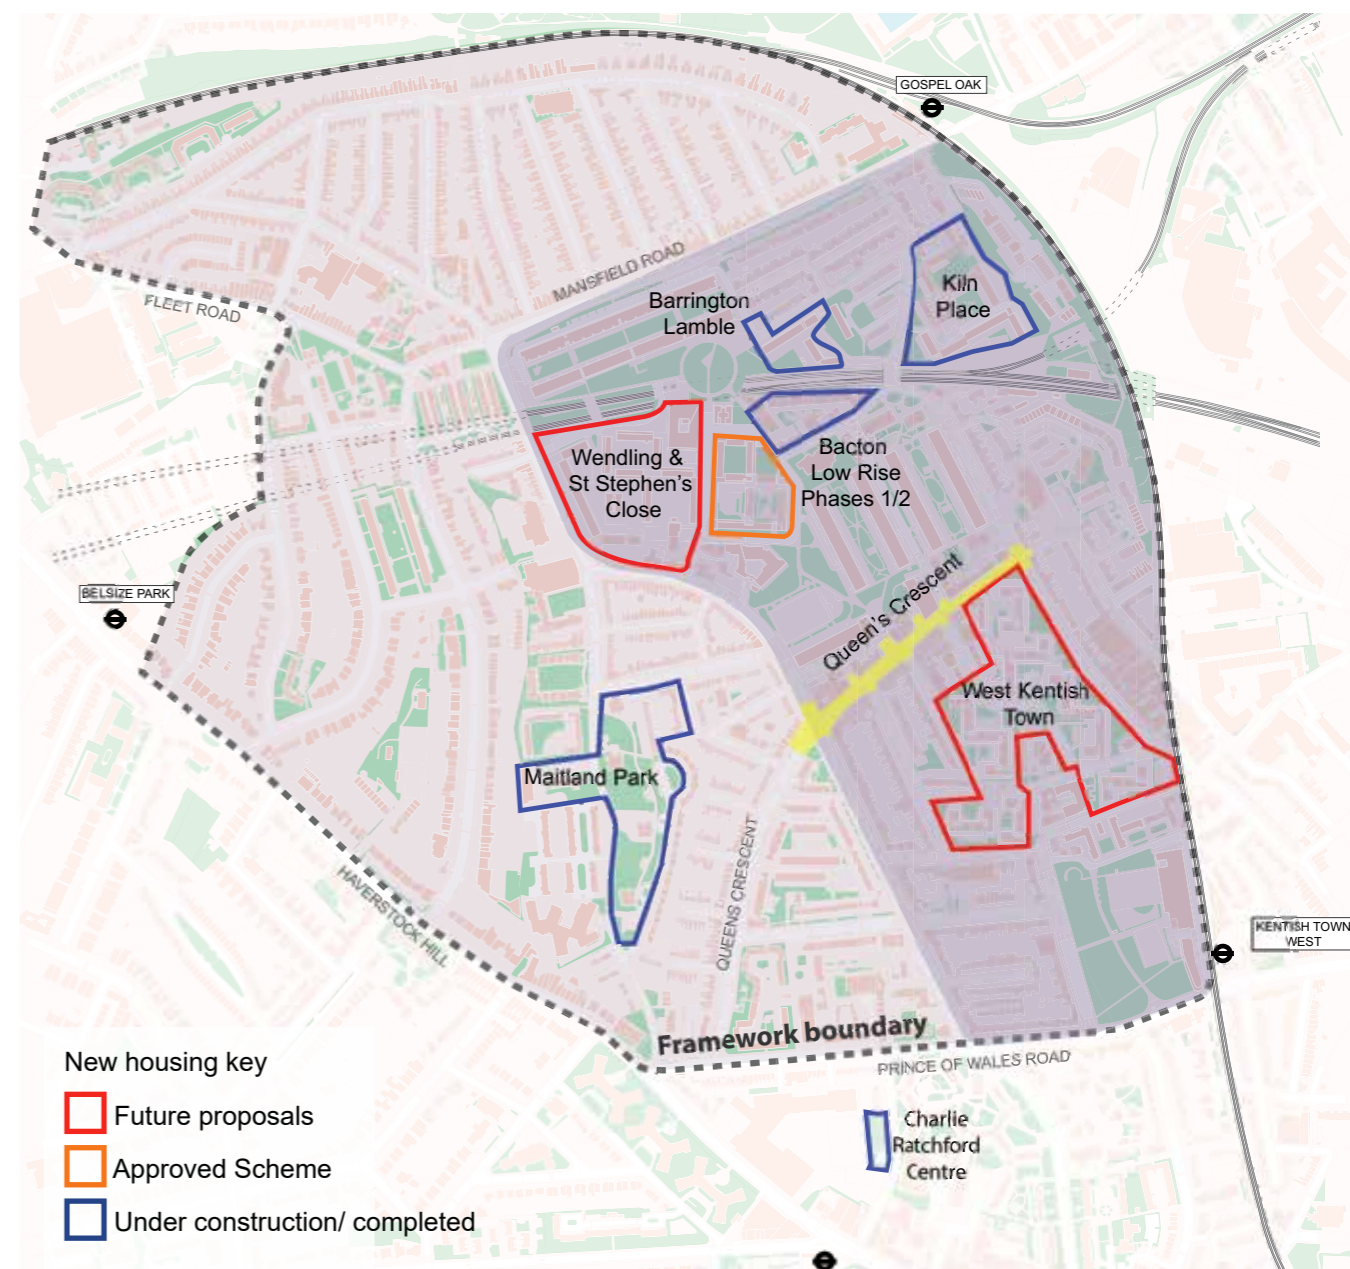 GOSPEL OAK
MANSFIELD ROAD
FLEET ROAD
Barrington
Lamble
Kiln
Place
Wendling &
St Stephen's
Close
Bacton
Low Rise
Phases 1/2
Queen's Crescent
BELSIZE PARK
West Kentish
Town
Maitland Park
QUEENS CRESCENT
HAVERSTOCK HILL
KENTISH TOWN
WEST
Framework boundary
PRINCE OF WALES ROAD
Charlie
Ratchford
Centre
New housing key
Future proposals
Approved Scheme
Under construction/ completed